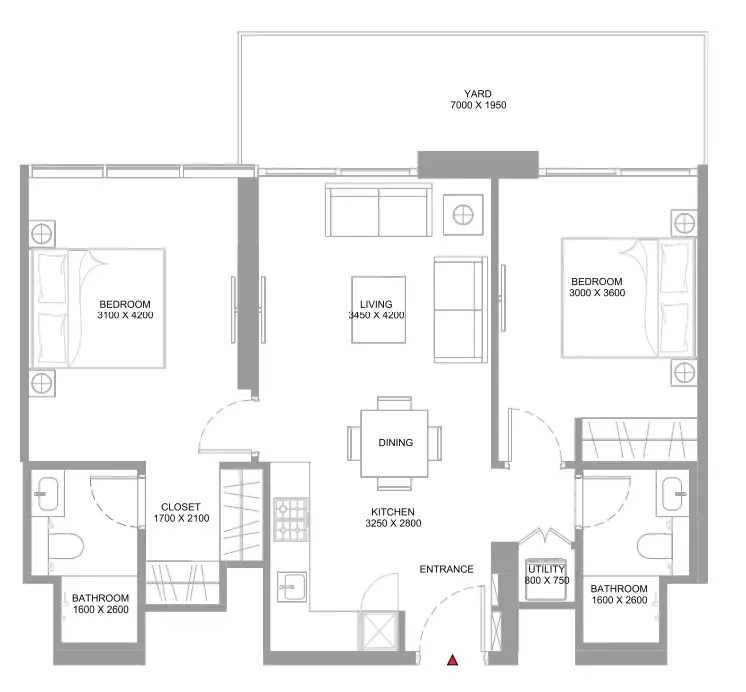 YARD
7000 X 1950
BEDROOM
3100 X 4200
LIVING
3450 X 4200
BEDROOM
3000 X 3600
DINING
CLOSET
1700 X 2100
KITCHEN
3250 X 2800
ENTRANCE
UTILITY
800 X 750
BATHROOM
1600 X 2600
BATHROOM
1600 X 2600